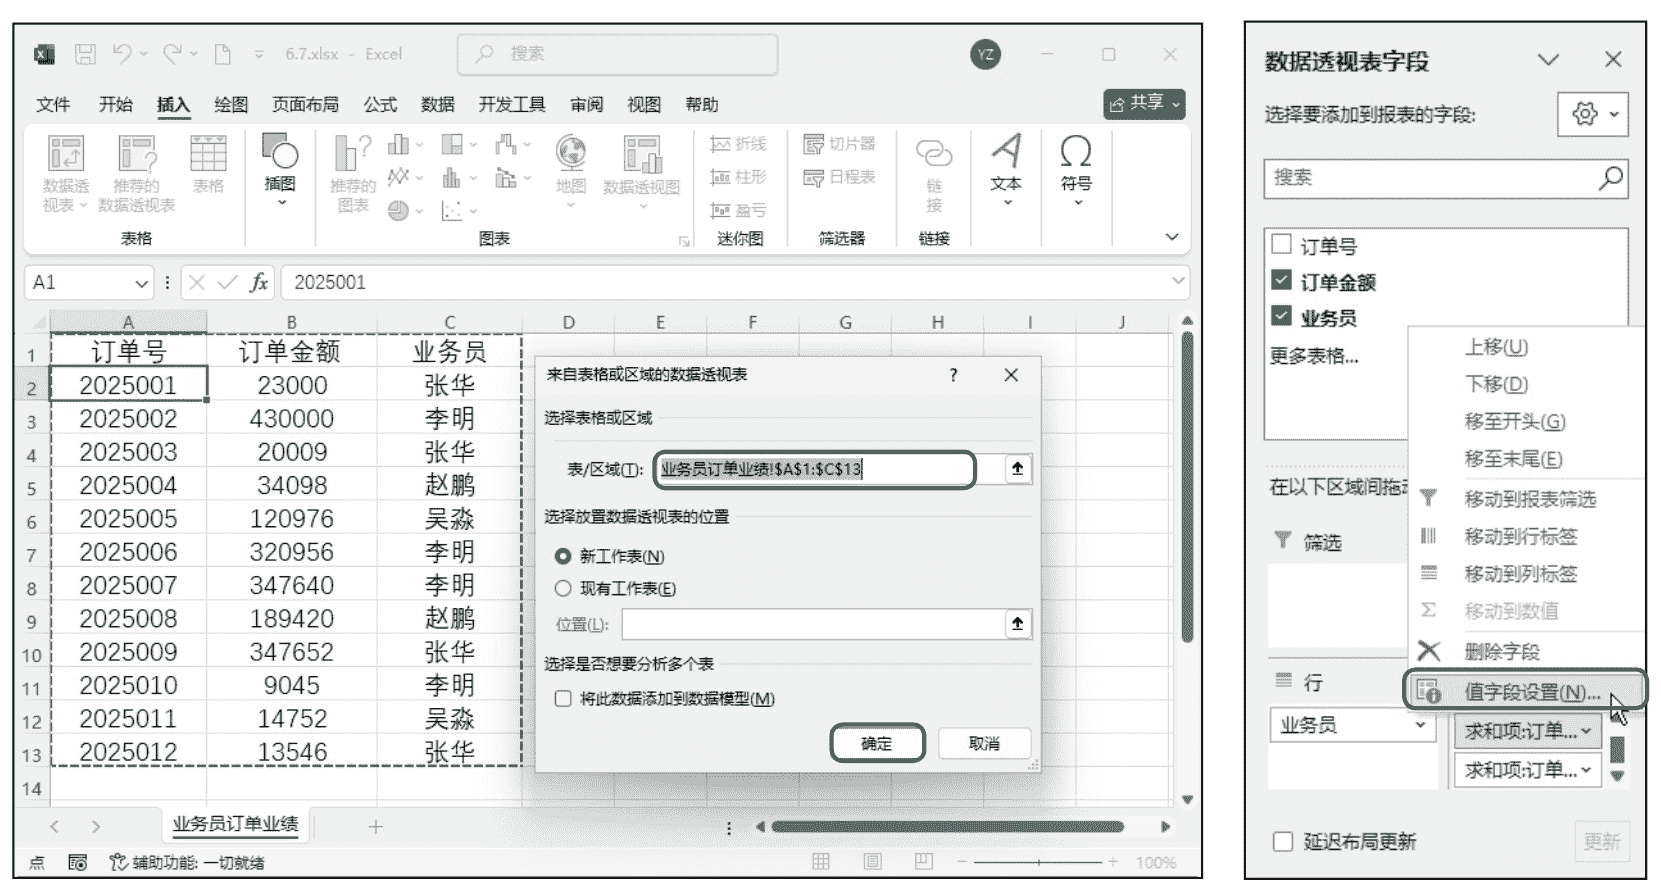 6.7.xlsx - Excel
搜索
YZ
文件 开始 插入 绘图 页面布局 公式 数据 开发工具 审阅 视图 帮助
共享
数据透视表
推荐的数据透视表
表格
表格
插图
推荐的图表
地图
数据透视图
图表
折线
柱形
盈亏
迷你图
切片器
日程表
筛选器
链接
链接
文本
符号
A1
fx
2025001
A B C D E F G H I J
1 订单号 订单金额 业务员
2 2025001 23000 张华
3 2025002 430000 李明
4 2025003 20009 张华
5 2025004 34098 赵鹏
6 2025005 120976 吴淼
7 2025006 320956 李明
8 2025007 347640 李明
9 2025008 189420 赵鹏
10 2025009 347652 张华
11 2025010 9045 李明
12 2025011 14752 吴淼
13 2025012 13546 张华
14
来自表格或区域的数据透视表 ?
选择表格或区域
表/区域(T): 业务员订单业绩!$A$1:$C$13
选择放置数据透视表的位置
新工作表(N)
现有工作表(E)
位置(L):
选择是否想要分析多个表
将此数据添加到数据模型(M)
确定 取消
业务员订单业绩
点 辅助功能: 一切就绪
100%
数据透视表字段
选择要添加到报表的字段:
搜索
订单号
订单金额
业务员
更多表格...
在以下区域间拖动
筛选
行
业务员
上移(U)
下移(D)
移至开头(G)
移至末尾(E)
移动到报表筛选
移动到行标签
移动到列标签
Σ 移动到数值
删除字段
值字段设置(N)...
求和项:订单...
求和项:订单...
延迟布局更新
更新